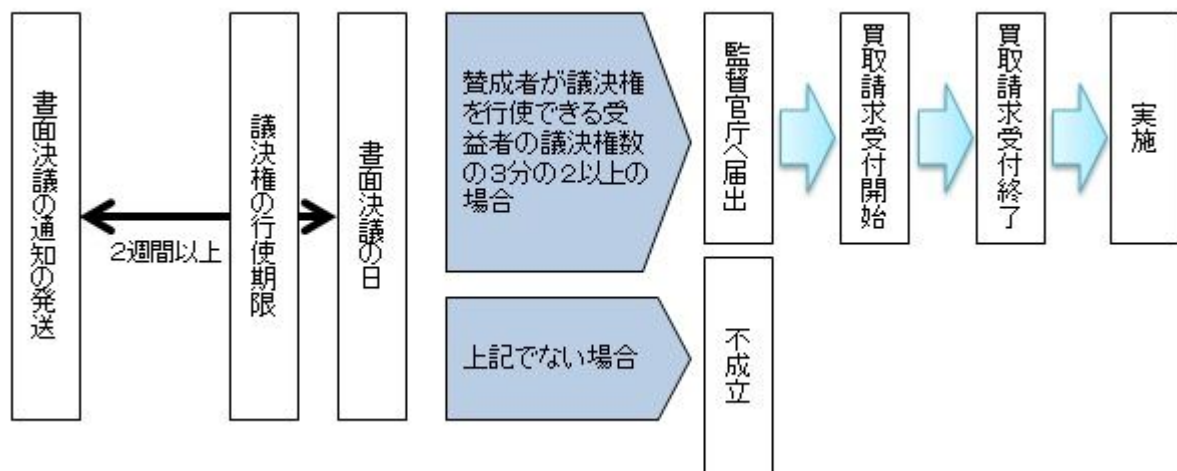 書面決議の通知の発送
2週間以上
議決権の行使期限
書面決議の日
賛成者が議決権
を行使できる受
益者の議決権数
の3分の2以上の
場合
上記でない場合
監督官庁へ届出
不成立
買取請求受付開始
買取請求受付終了
実施